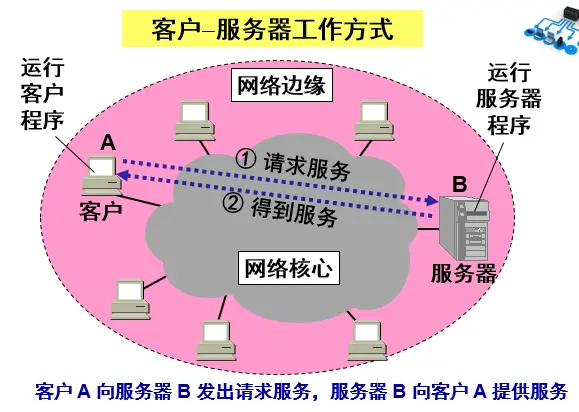 客户–服务器工作方式
运行
客户
程序
网络边缘
运行
服务器
程序
A
① 请求服务
B
② 得到服务
客户
网络核心
服务器
客户 A 向服务器 B 发出请求服务，服务器 B 向客户 A 提供服务